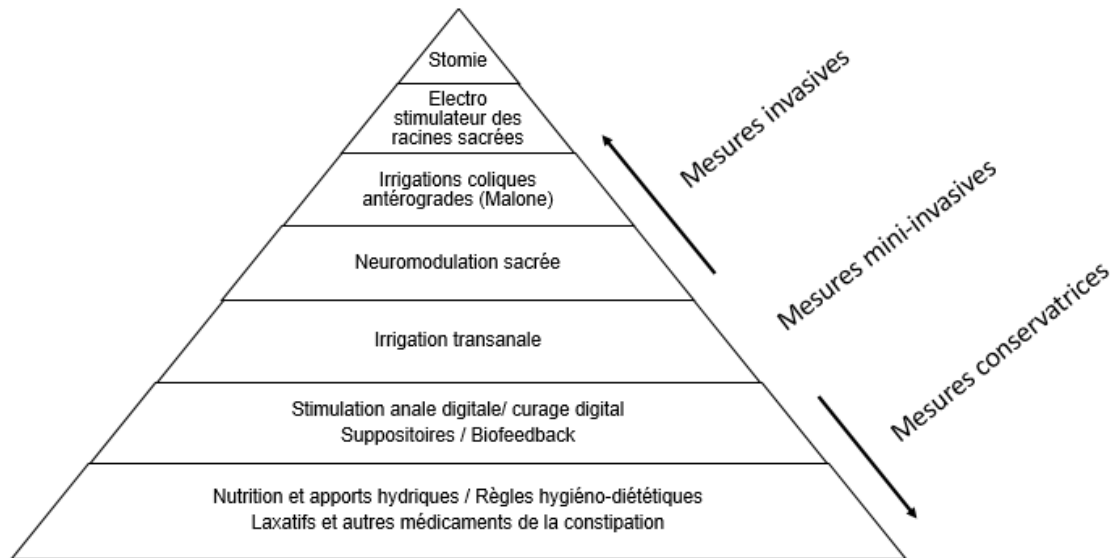 Stomie
Electro
stimulateur des
racines sacrées
Irrigations coliques
antérogrades (Malone)
Neuromodulation sacrée
Irrigation transanale
Stimulation anale digitale/ curage digital
Suppositoires / Biofeedback
Nutrition et apports hydriques / Règles hygiéno-diététiques
Laxatifs et autres médicaments de la constipation
Mesures invasives
Mesures mini-invasives
Mesures conservatrices